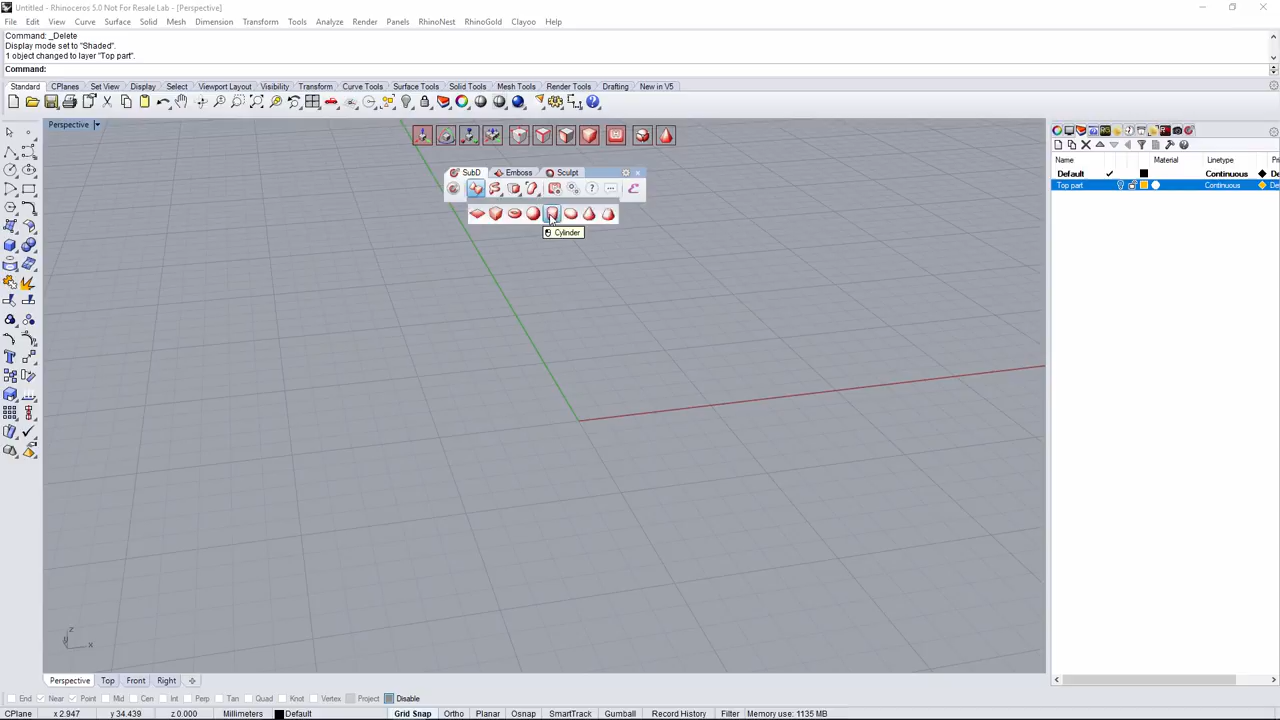 Untitled - Rhinoceros 5.0 Not For Resale Lab - [Perspective]
File Edit View Curve Surface Solid Mesh Dimension Transform Tools Analyze Render Panels RhinoNest RhinoGold Clayoo Help
Command: _Delete
Display mode set to "Shaded".
1 object changed to layer "Top part".
Command:
Standard CPlanes Set View Display Select Viewport Layout Visibility Transform Curve Tools Surface Tools Solid Tools Mesh Tools Render Tools Drafting New in V5
Perspective
SubD Emboss Sculpt
Cylinder
Name Material Linetype
Default Continuous
Top part Continuous
z
x
Perspective Top Front Right
End Near Point Mid Cen Int Perp Tan Quad Knot Vertex Project Disable
CPlane x 2.947 y 34.439 z 0.000 Millimeters Default Grid Snap Ortho Planar Osnap SmartTrack Gumball Record History Filter Memory use: 1135 MB